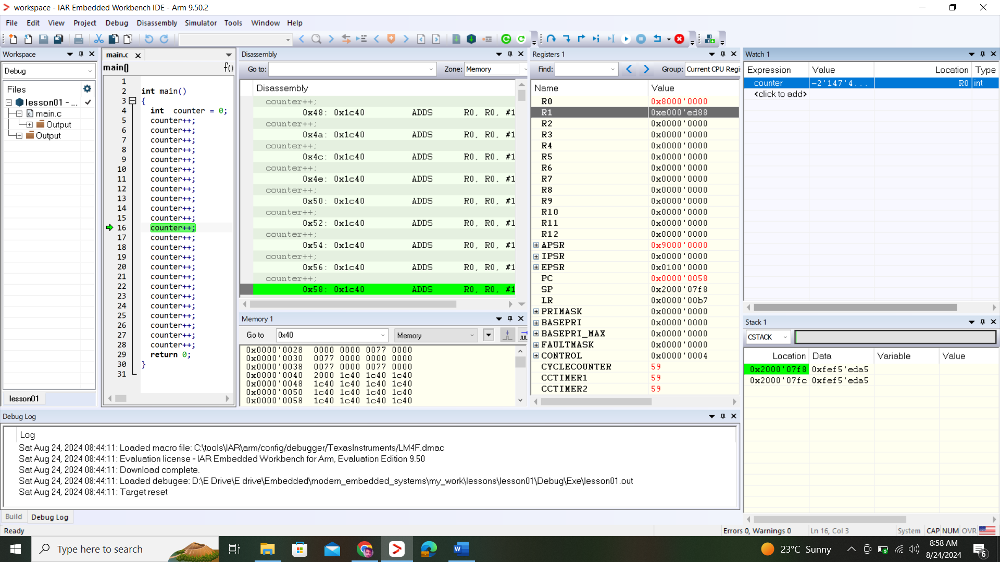 workspace - IAR Embedded Workbench IDE - Arm 9.50.2
File Edit View Project Debug Disassembly Simulator Tools Window Help
Workspace
Debug
Files
lesson01 - ...
main.c
Output
Output
lesson01
main.c
main()
f()
1
2 int main()
3 {
4 int counter = 0;
5 counter++;
6 counter++;
7 counter++;
8 counter++;
9 counter++;
10 counter++;
11 counter++;
12 counter++;
13 counter++;
14 counter++;
15 counter++;
16 counter++;
17 counter++;
18 counter++;
19 counter++;
20 counter++;
21 counter++;
22 counter++;
23 counter++;
24 counter++;
25 counter++;
26 counter++;
27 counter++;
28 counter++;
29 return 0;
30 }
31
Disassembly
Go to: Zone: Memory
Disassembly
counter++;
0x48: 0x1c40 ADDS R0, R0, #1
counter++;
0x4a: 0x1c40 ADDS R0, R0, #1
counter++;
0x4c: 0x1c40 ADDS R0, R0, #1
counter++;
0x4e: 0x1c40 ADDS R0, R0, #1
counter++;
0x50: 0x1c40 ADDS R0, R0, #1
counter++;
0x52: 0x1c40 ADDS R0, R0, #1
counter++;
0x54: 0x1c40 ADDS R0, R0, #1
counter++;
0x56: 0x1c40 ADDS R0, R0, #1
counter++;
0x58: 0x1c40 ADDS R0, R0, #1
Memory 1
Go to 0x40 Memory
0x0000'0028 0000 0000 0077 0000
0x0000'0030 0077 0000 0000 0000
0x0000'0038 0077 0000 0077 0000
0x0000'0040 2000 1c40 1c40 1c40
0x0000'0048 1c40 1c40 1c40 1c40
0x0000'0050 1c40 1c40 1c40 1c40
0x0000'0058 1c40 1c40 1c40 1c40
Registers 1
Find: Group: Current CPU Regi
Name Value
R0 0x8000'0000
R1 0xe000'ed88
R2 0x0000'0000
R3 0x0000'0000
R4 0x0000'0000
R5 0x0000'0000
R6 0x0000'0000
R7 0x0000'0000
R8 0x0000'0000
R9 0x0000'0000
R10 0x0000'0000
R11 0x0000'0000
R12 0x0000'0000
APSR 0x9000'0000
IPSR 0x0000'0000
EPSR 0x0100'0000
PC 0x0000'0058
SP 0x2000'07f8
LR 0x0000'00b7
PRIMASK 0x0000'0000
BASEPRI 0x0000'0000
BASEPRI_MAX 0x0000'0000
FAULTMASK 0x0000'0000
CONTROL 0x0000'0004
CYCLECOUNTER 59
CCTIMER1 59
CCTIMER2 59
Watch 1
Expression Value Location Type
counter -2'147'4... R0 int
<click to add>
Stack 1
CSTACK
Location Data Variable Value
0x2000'07f8 0xfef5'eda5
0x2000'07fc 0xfef5'eda5
Debug Log
Log
Sat Aug 24, 2024 08:44:11: Loaded macro file: C:\tools\IAR\arm/config/debugger/TexasInstruments/LM4F.dmac
Sat Aug 24, 2024 08:44:11: Evaluation license - IAR Embedded Workbench for Arm, Evaluation Edition 9.50
Sat Aug 24, 2024 08:44:11: Download complete.
Sat Aug 24, 2024 08:44:11: Loaded debugee: D:\E Drive\E drive\Embedded\modern_embedded_systems\my_work\lessons\lesson01\Debug\Exe\lesson01.out
Sat Aug 24, 2024 08:44:11: Target reset
Build Debug Log
Ready Errors 0, Warnings 0 Ln 16, Col 3 System CAP NUM OVR
Type here to search
23°C Sunny
8:58 AM
8/24/2024
6